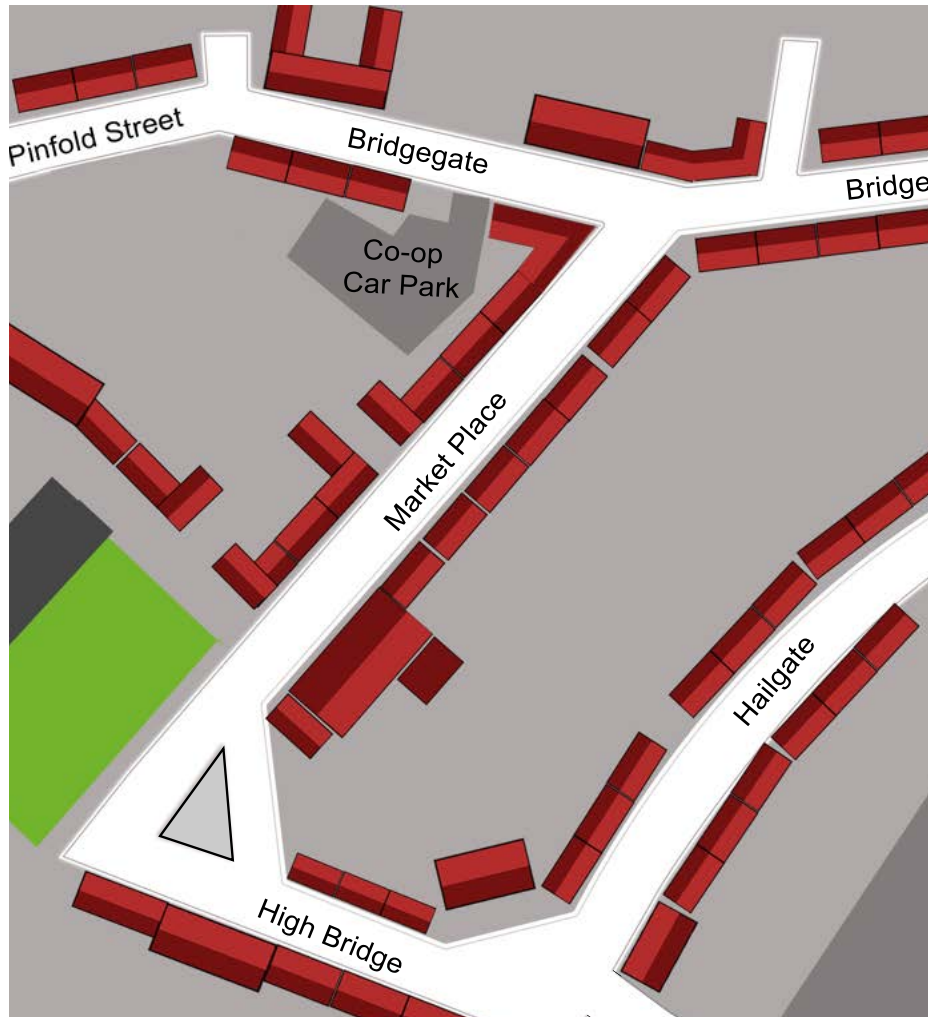 Pinfold Street
Bridgegate
Bridge
Co-op
Car Park
Market Place
Hailgate
High Bridge